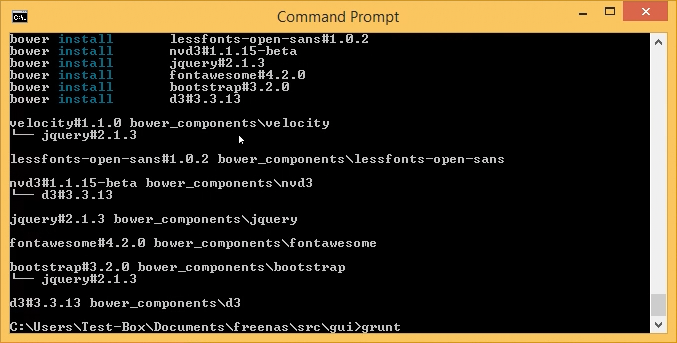 Command Prompt
bower install lessfonts-open-sans#1.0.2
bower install nvd3#1.1.15-beta
bower install jquery#2.1.3
bower install fontawesome#4.2.0
bower install bootstrap#3.2.0
bower install d3#3.3.13
velocity#1.1.0 bower_components\velocity
└── jquery#2.1.3
lessfonts-open-sans#1.0.2 bower_components\lessfonts-open-sans
nvd3#1.1.15-beta bower_components\nvd3
└── d3#3.3.13
jquery#2.1.3 bower_components\jquery
fontawesome#4.2.0 bower_components\fontawesome
bootstrap#3.2.0 bower_components\bootstrap
└── jquery#2.1.3
d3#3.3.13 bower_components\d3
C:\Users\Test-Box\Documents\freenas\src\gui>grunt